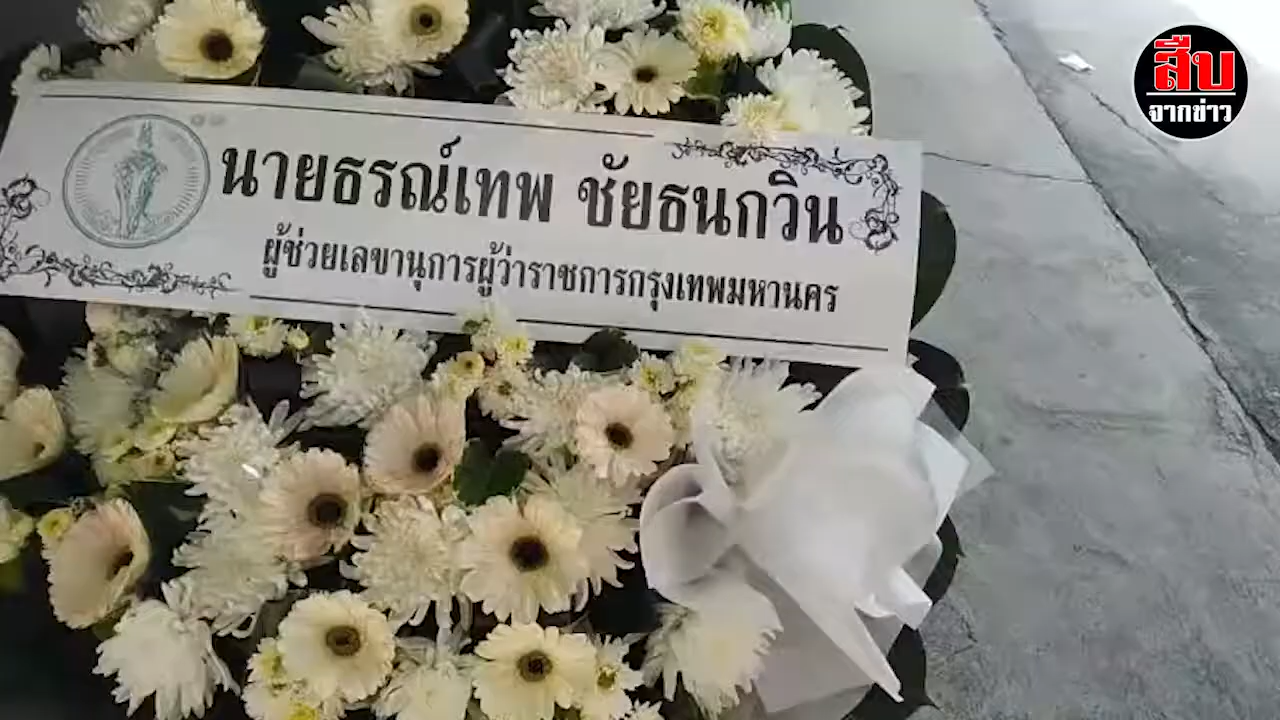 สืบ
จากข่าว
นายธรณ์เทพ ชัยธนกวิน
ผู้ช่วยเลขานุการผู้ว่าราชการกรุงเทพมหานคร